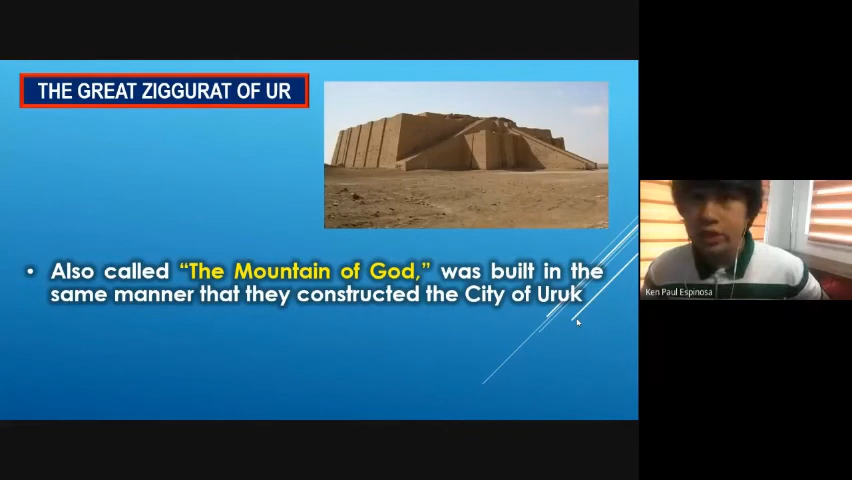 THE GREAT ZIGGURAT OF UR
• Also called “The Mountain of God,” was built in the
same manner that they constructed the City of Uruk
Ken Paul Espinosa